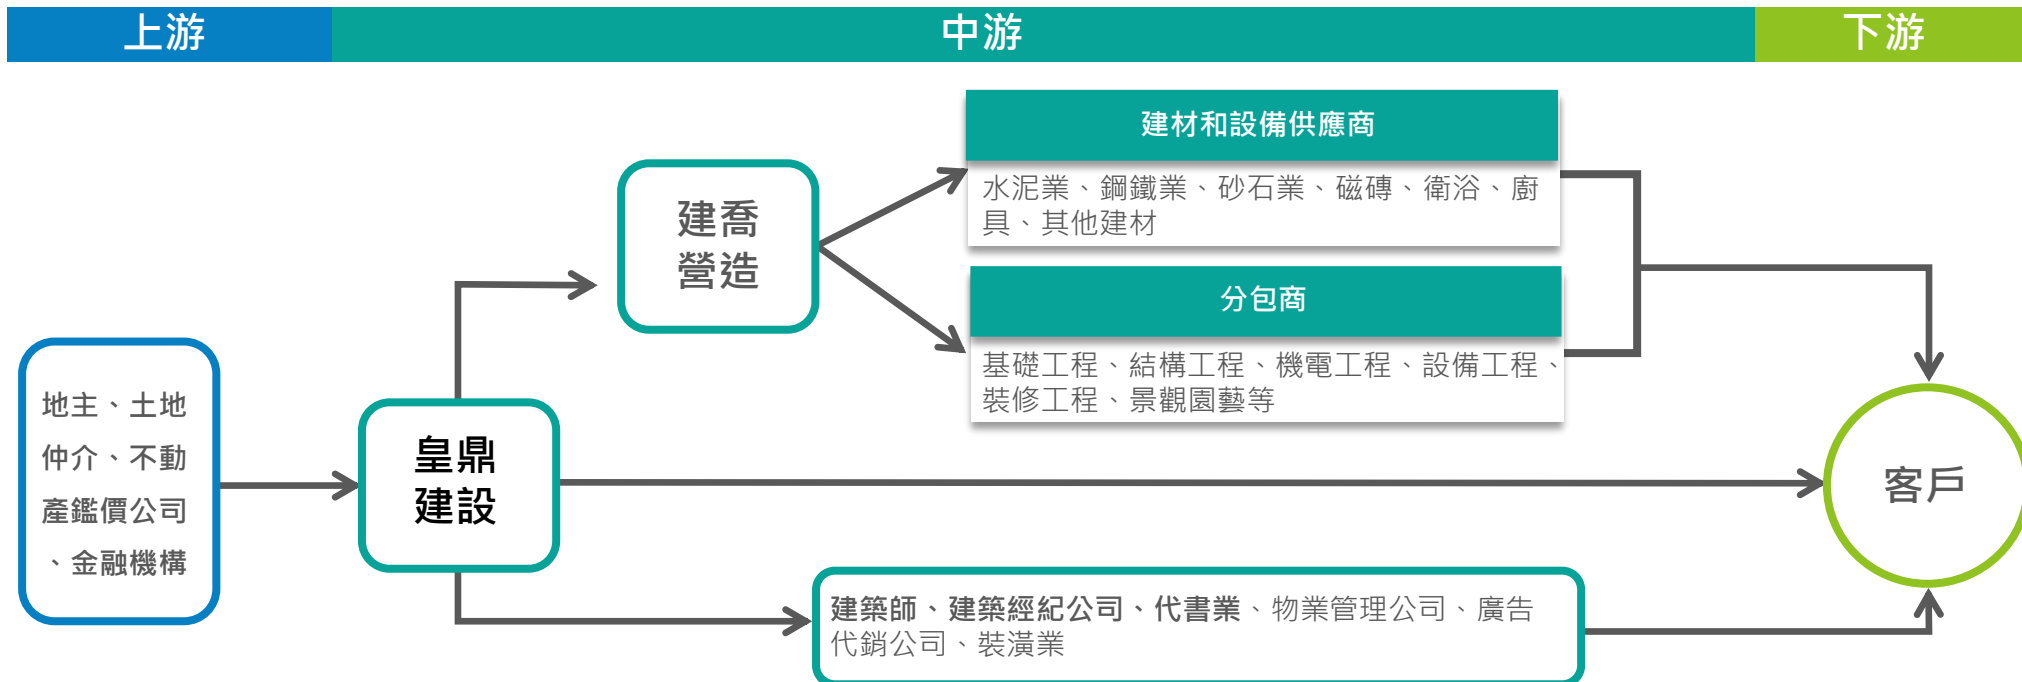 上游
中游
下游
建材和設備供應商
水泥業、鋼鐵業、砂石業、磁磚、衛浴、廚
具、其他建材
建喬
營造
分包商
基礎工程、結構工程、機電工程、設備工程、
裝修工程、景觀園藝等
地主、土地
仲介、不動
產鑑價公司
、金融機構
皇鼎
建設
客戶
建築師、建築經紀公司、代書業、物業管理公司、廣告
代銷公司、裝潢業